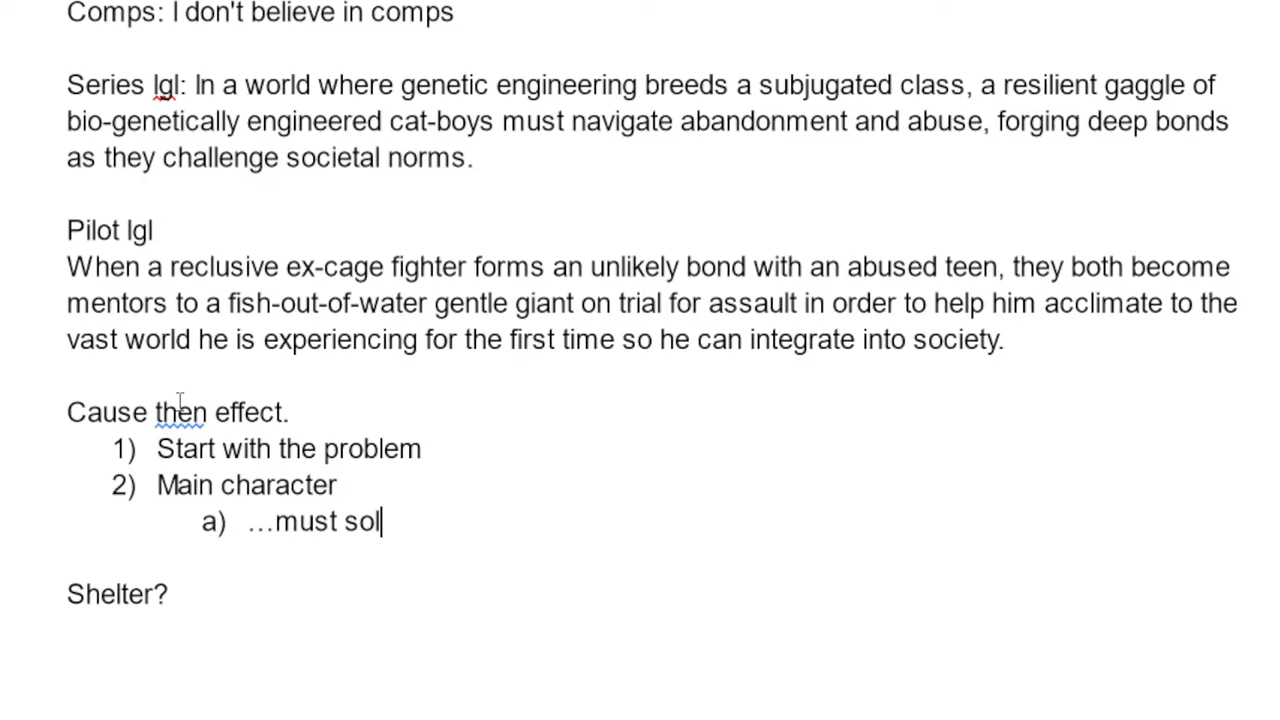 Comps: I don't believe in comps
Series lgl: In a world where genetic engineering breeds a subjugated class, a resilient gaggle of
bio-genetically engineered cat-boys must navigate abandonment and abuse, forging deep bonds
as they challenge societal norms.
Pilot lgl
When a reclusive ex-cage fighter forms an unlikely bond with an abused teen, they both become
mentors to a fish-out-of-water gentle giant on trial for assault in order to help him acclimate to the
vast world he is experiencing for the first time so he can integrate into society.
Cause then effect.
1) Start with the problem
2) Main character
a) …must sol
Shelter?